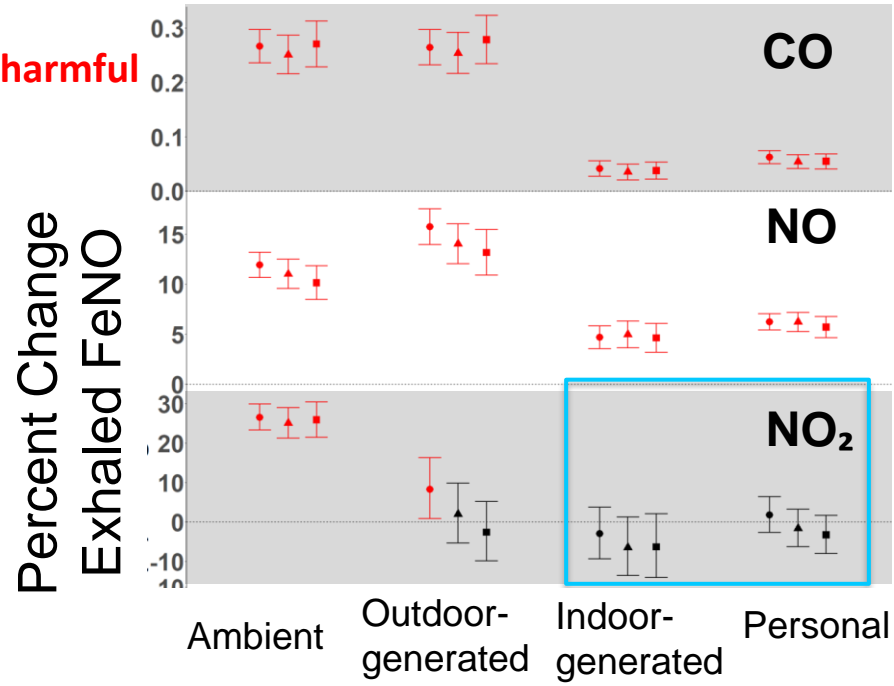 harmful
Percent Change
Exhaled FeNO
0.3
0.2
0.1
0.0
CO
15
10
5
0
NO
30
20
10
0
-10
NO₂
Ambient
Outdoor-
generated
Indoor-
generated
Personal